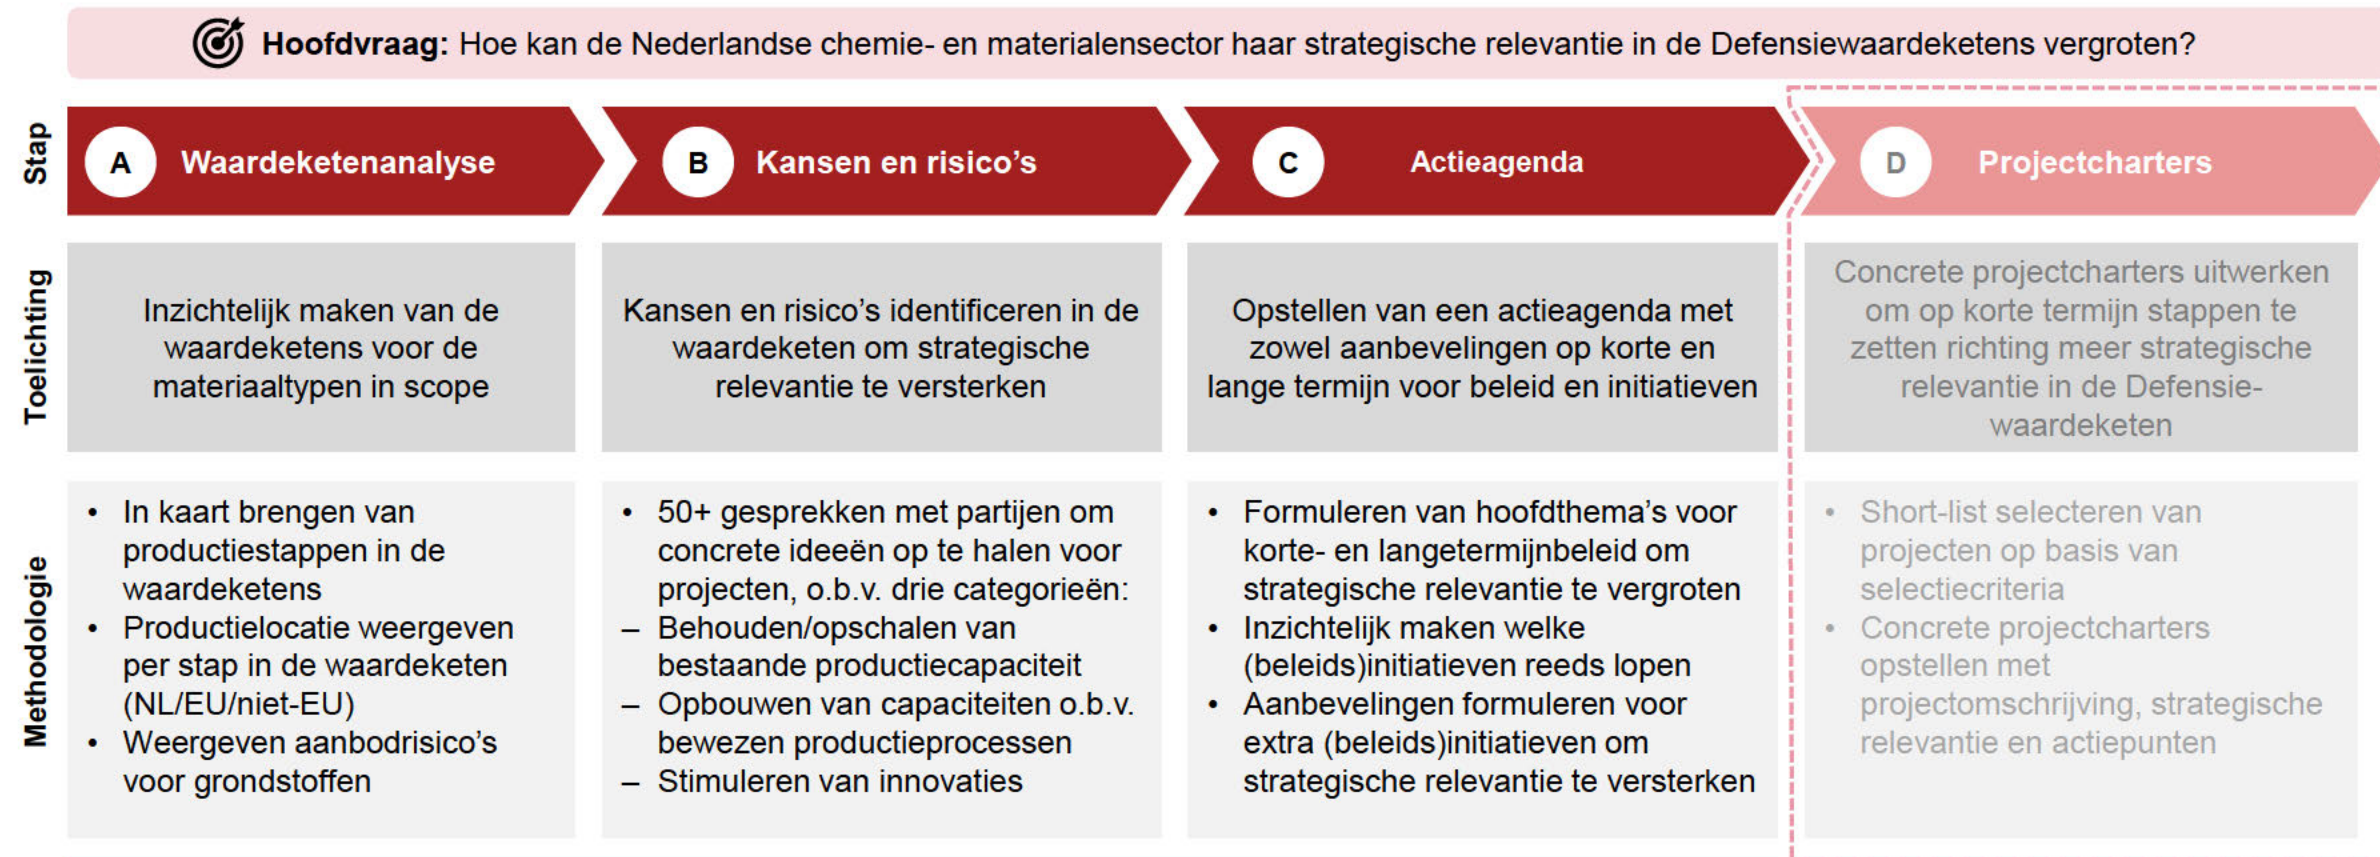 Hoofdvraag: Hoe kan de Nederlandse chemie- en materialensector haar strategische relevantie in de Defensiewaardeketens vergroten?
Stap
A Waardeketenanalyse
B Kansen en risico's
C Actieagenda
D Projectcharters
Toelichting
Inzichtelijk maken van de
waardeketens voor de
materiaaltypen in scope
Kansen en risico's identificeren in de
waardeketen om strategische
relevantie te versterken
Opstellen van een actieagenda met
zowel aanbevelingen op korte en
lange termijn voor beleid en initiatieven
Concrete projectcharters uitwerken
om op korte termijn stappen te
zetten richting meer strategische
relevantie in de Defensie-
waardeketen
Methodologie
• In kaart brengen van
productiestappen in de
waardeketens
• Productielocatie weergeven
per stap in de waardeketen
(NL/EU/niet-EU)
• Weergeven aanbodrisico's
voor grondstoffen
• 50+ gesprekken met partijen om
concrete ideeën op te halen voor
projecten, o.b.v. drie categorieën:
– Behouden/opschalen van
bestaande productiecapaciteit
– Opbouwen van capaciteiten o.b.v.
bewezen productieprocessen
– Stimuleren van innovaties
• Formuleren van hoofdthema's voor
korte- en langetermijnbeleid om
strategische relevantie te vergroten
• Inzichtelijk maken welke
(beleids)initiatieven reeds lopen
• Aanbevelingen formuleren voor
extra (beleids)initiatieven om
strategische relevantie te versterken
• Short-list selecteren van
projecten op basis van
selectiecriteria
• Concrete projectcharters
opstellen met
projectomschrijving, strategische
relevantie en actiepunten